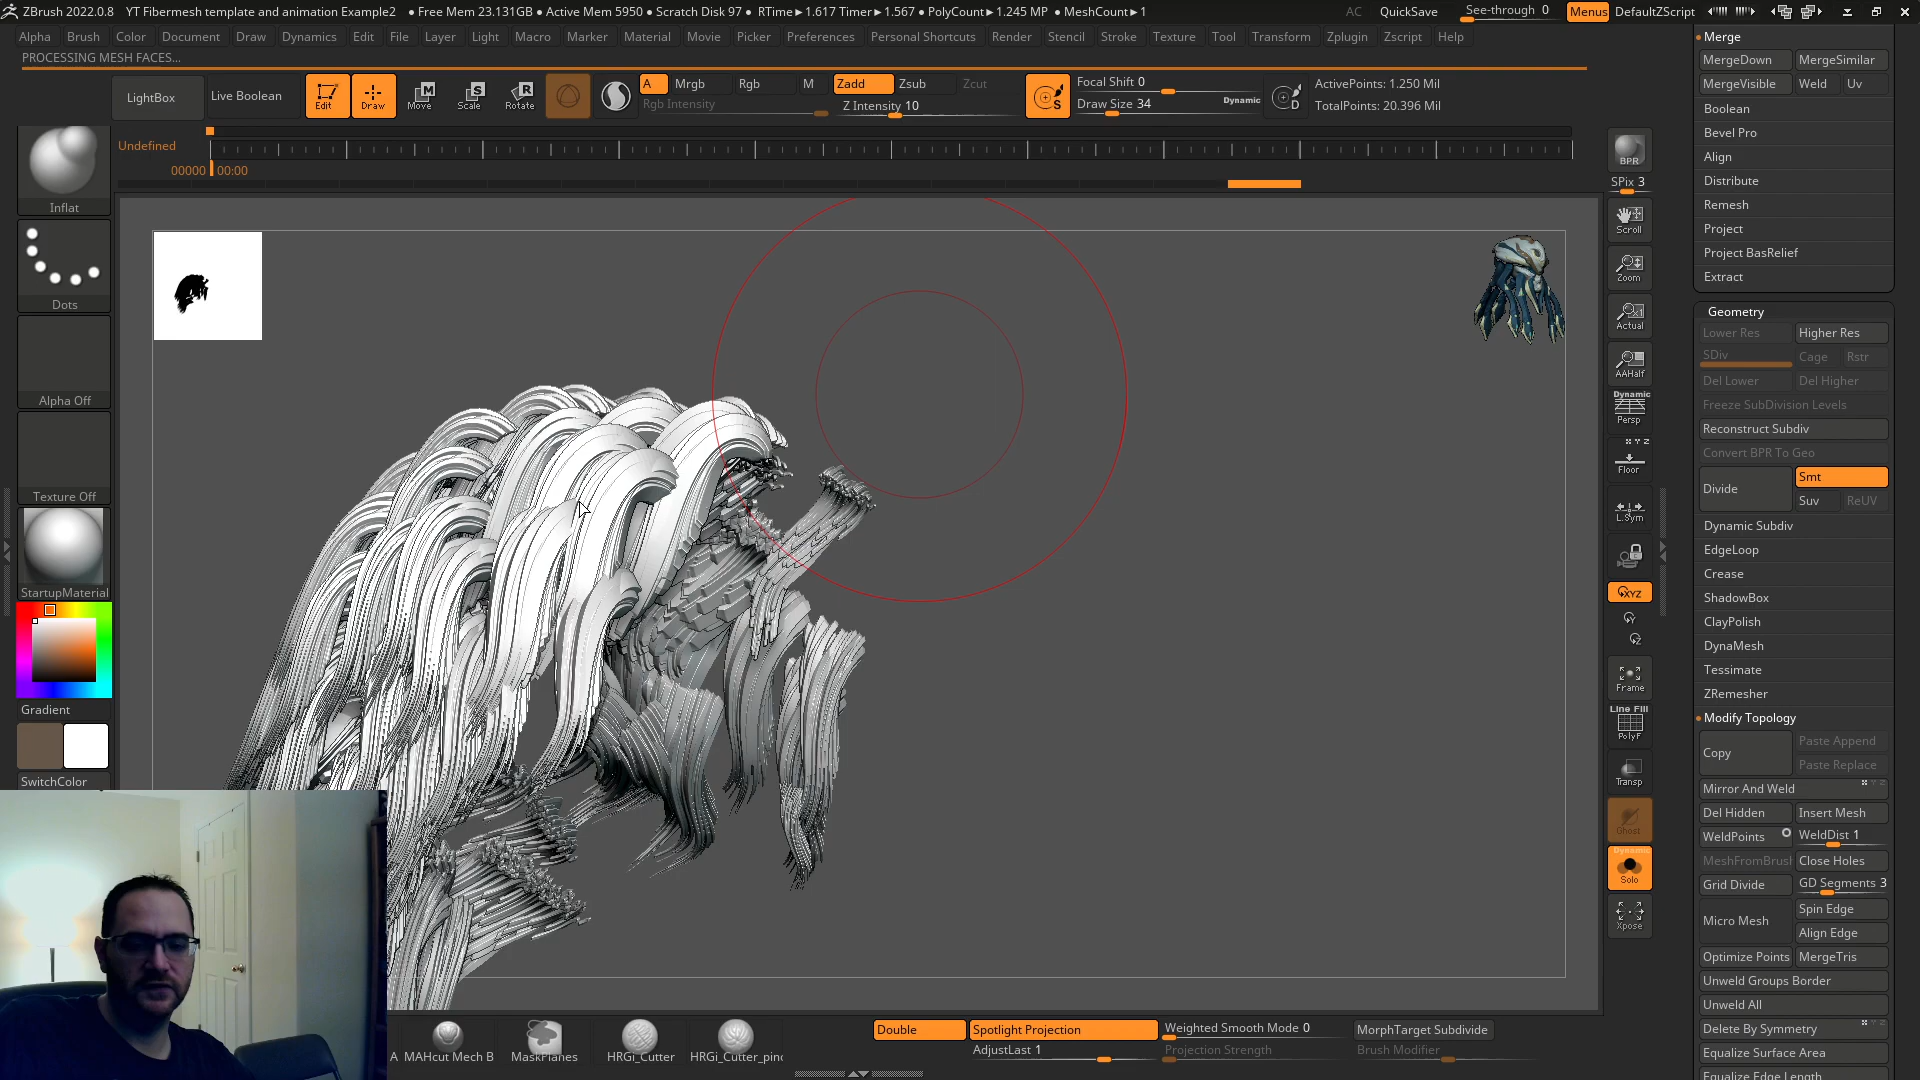 ZBrush 2022.0.8 YT Fibermesh template and animation Example2 ● Free Mem 23.131GB ● Active Mem 5950 ● Scratch Disk 97 ● RTime►1.617 Timer►1.567 ● PolyCount►1.245 MP ● MeshCount►1 AC QuickSave See-through 0 Menus DefaultZScript
Alpha Brush Color Document Draw Dynamics Edit File Layer Light Macro Marker Material Movie Picker Preferences Personal Shortcuts Render Stencil Stroke Texture Tool Transform Zplugin Zscript Help
PROCESSING MESH FACES...
LightBox Live Boolean Edit Draw Move Scale Rotate A Mrgb Rgb M Zadd Zsub Zcut
Rgb Intensity Z Intensity 10
S Focal Shift 0
Draw Size 34 Dynamic D
ActivePoints: 1.250 Mil
TotalPoints: 20.396 Mil
Undefined
00000 00:00
Inflat
Dots
Alpha Off
Texture Off
StartupMaterial
Gradient
SwitchColor
BPR
SPix 3
Scroll
Zoom
Actual
AAHalf
Dynamic
Persp
Floor
L.Sym
XYZ
Y
Z
Frame
Line Fill
PolyF
Transp
Ghost
Dynamic
Solo
Xpose
Merge
MergeDown MergeSimilar
MergeVisible Weld Uv
Boolean
Bevel Pro
Align
Distribute
Remesh
Project
Project BasRelief
Extract
Geometry
Lower Res Higher Res
SDiv Cage Rstr
Del Lower Del Higher
Freeze SubDivision Levels
Reconstruct Subdiv
Convert BPR To Geo
Divide Smt
Suv ReUV
Dynamic Subdiv
EdgeLoop
Crease
ShadowBox
ClayPolish
DynaMesh
Tessimate
ZRemesher
Modify Topology
Copy Paste Append
Paste Replace
Mirror And Weld
Del Hidden Insert Mesh
WeldPoints WeldDist 1
MeshFromBrush Close Holes
Grid Divide GD Segments 3
Micro Mesh Spin Edge
Align Edge
Optimize Points MergeTris
Unweld Groups Border
Unweld All
Delete By Symmetry
Equalize Surface Area
Equalize Edge Length
A MAHcut Mech B MaskPlanes HRGi_Cutter HRGi_Cutter_pinc
Double Spotlight Projection Weighted Smooth Mode 0 MorphTarget Subdivide
AdjustLast 1 Projection Strength Brush Modifier